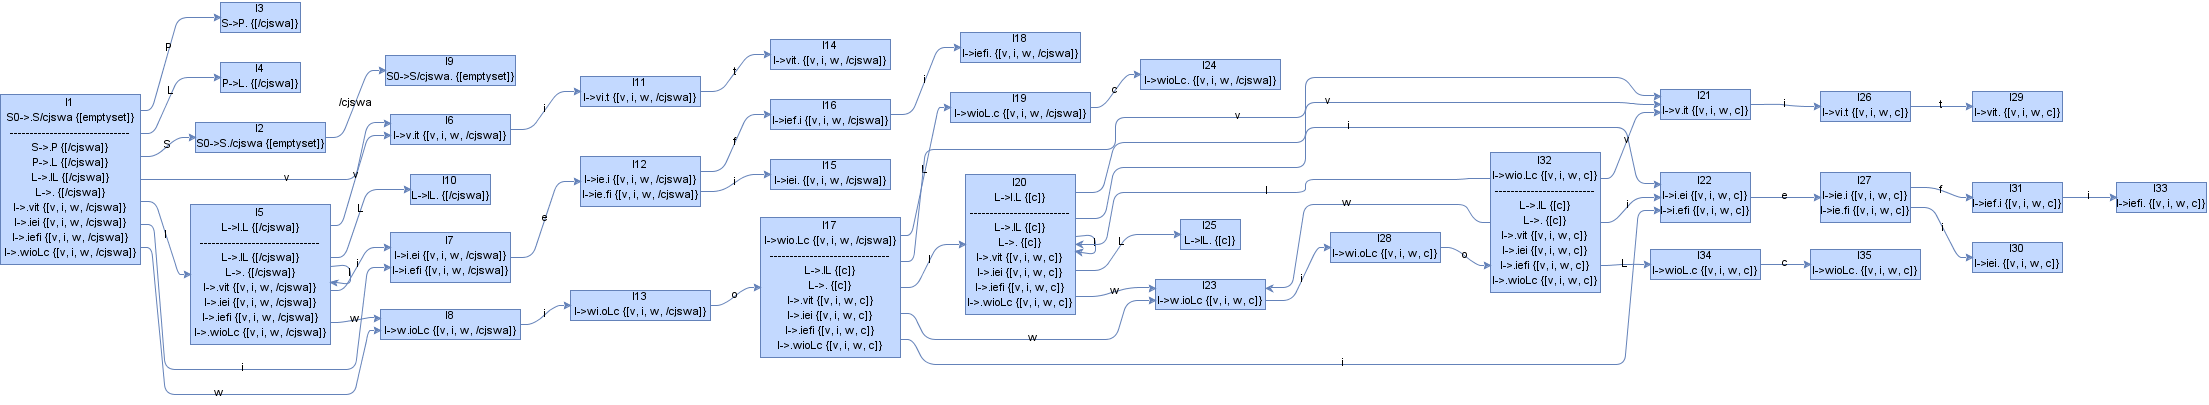 I1
S0->.S/cjswa {[emptyset]}
------------------------------
S->.P {[/cjswa]}
P->.L {[/cjswa]}
L->.IL {[/cjswa]}
L->. {[/cjswa]}
I->.vit {[v, i, w, /cjswa]}
I->.iei {[v, i, w, /cjswa]}
I->.iefi {[v, i, w, /cjswa]}
I->.wioLc {[v, i, w, /cjswa]}
P
L
S
v
I
i
w
I3
S->P. {[/cjswa]}
I4
P->L. {[/cjswa]}
I2
S0->S./cjswa {[emptyset]}
/cjswa
I5
L->I.L {[/cjswa]}
------------------------------
L->.IL {[/cjswa]}
L->. {[/cjswa]}
I->.vit {[v, i, w, /cjswa]}
I->.iei {[v, i, w, /cjswa]}
I->.iefi {[v, i, w, /cjswa]}
I->.wioLc {[v, i, w, /cjswa]}
v
L
I
i
w
I9
S0->S/cjswa. {[emptyset]}
I6
I->v.it {[v, i, w, /cjswa]}
i
I10
L->IL. {[/cjswa]}
I7
I->i.ei {[v, i, w, /cjswa]}
I->i.efi {[v, i, w, /cjswa]}
e
I8
I->w.ioLc {[v, i, w, /cjswa]}
i
I11
I->vi.t {[v, i, w, /cjswa]}
t
I12
I->ie.i {[v, i, w, /cjswa]}
I->ie.fi {[v, i, w, /cjswa]}
f
i
I13
I->wi.oLc {[v, i, w, /cjswa]}
o
I14
I->vit. {[v, i, w, /cjswa]}
I16
I->ief.i {[v, i, w, /cjswa]}
i
I15
I->iei. {[v, i, w, /cjswa]}
I17
I->wio.Lc {[v, i, w, /cjswa]}
------------------------------
L->.IL {[c]}
L->. {[c]}
I->.vit {[v, i, w, c]}
I->.iei {[v, i, w, c]}
I->.iefi {[v, i, w, c]}
I->.wioLc {[v, i, w, c]}
L
v
I
w
i
I18
I->iefi. {[v, i, w, /cjswa]}
I19
I->wioL.c {[v, i, w, /cjswa]}
c
I20
L->I.L {[c]}
-------------------------
L->.IL {[c]}
L->. {[c]}
I->.vit {[v, i, w, c]}
I->.iei {[v, i, w, c]}
I->.iefi {[v, i, w, c]}
I->.wioLc {[v, i, w, c]}
v
i
I
L
w
I24
I->wioLc. {[v, i, w, /cjswa]}
I25
L->IL. {[c]}
I23
I->w.ioLc {[v, i, w, c]}
i
I28
I->wi.oLc {[v, i, w, c]}
o
I32
I->wio.Lc {[v, i, w, c]}
-------------------------
L->.IL {[c]}
L->. {[c]}
I->.vit {[v, i, w, c]}
I->.iei {[v, i, w, c]}
I->.iefi {[v, i, w, c]}
I->.wioLc {[v, i, w, c]}
I
w
v
i
L
I21
I->v.it {[v, i, w, c]}
i
I22
I->i.ei {[v, i, w, c]}
I->i.efi {[v, i, w, c]}
e
I34
I->wioL.c {[v, i, w, c]}
c
I26
I->vi.t {[v, i, w, c]}
t
I27
I->ie.i {[v, i, w, c]}
I->ie.fi {[v, i, w, c]}
f
i
I35
I->wioLc. {[v, i, w, c]}
I29
I->vit. {[v, i, w, c]}
I31
I->ief.i {[v, i, w, c]}
i
I30
I->iei. {[v, i, w, c]}
I33
I->iefi. {[v, i, w, c]}